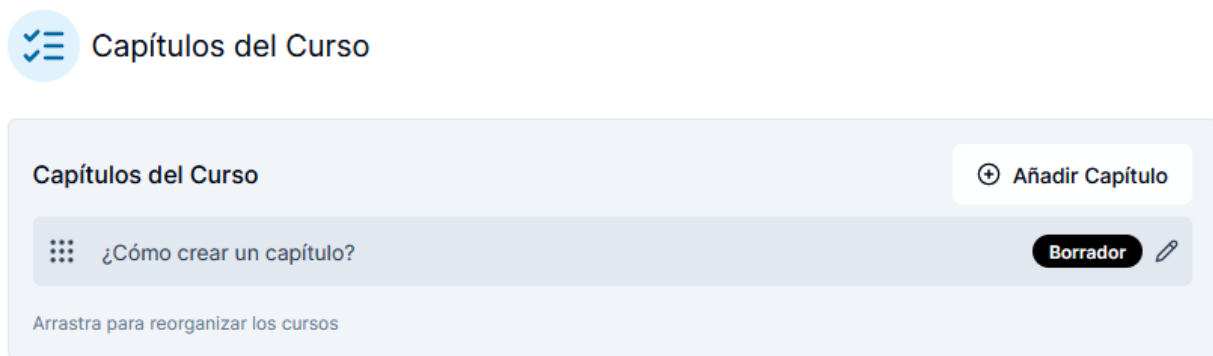 Capítulos del Curso
Capítulos del Curso
Añadir Capítulo
¿Cómo crear un capítulo?
Borrador
Arrastra para reorganizar los cursos